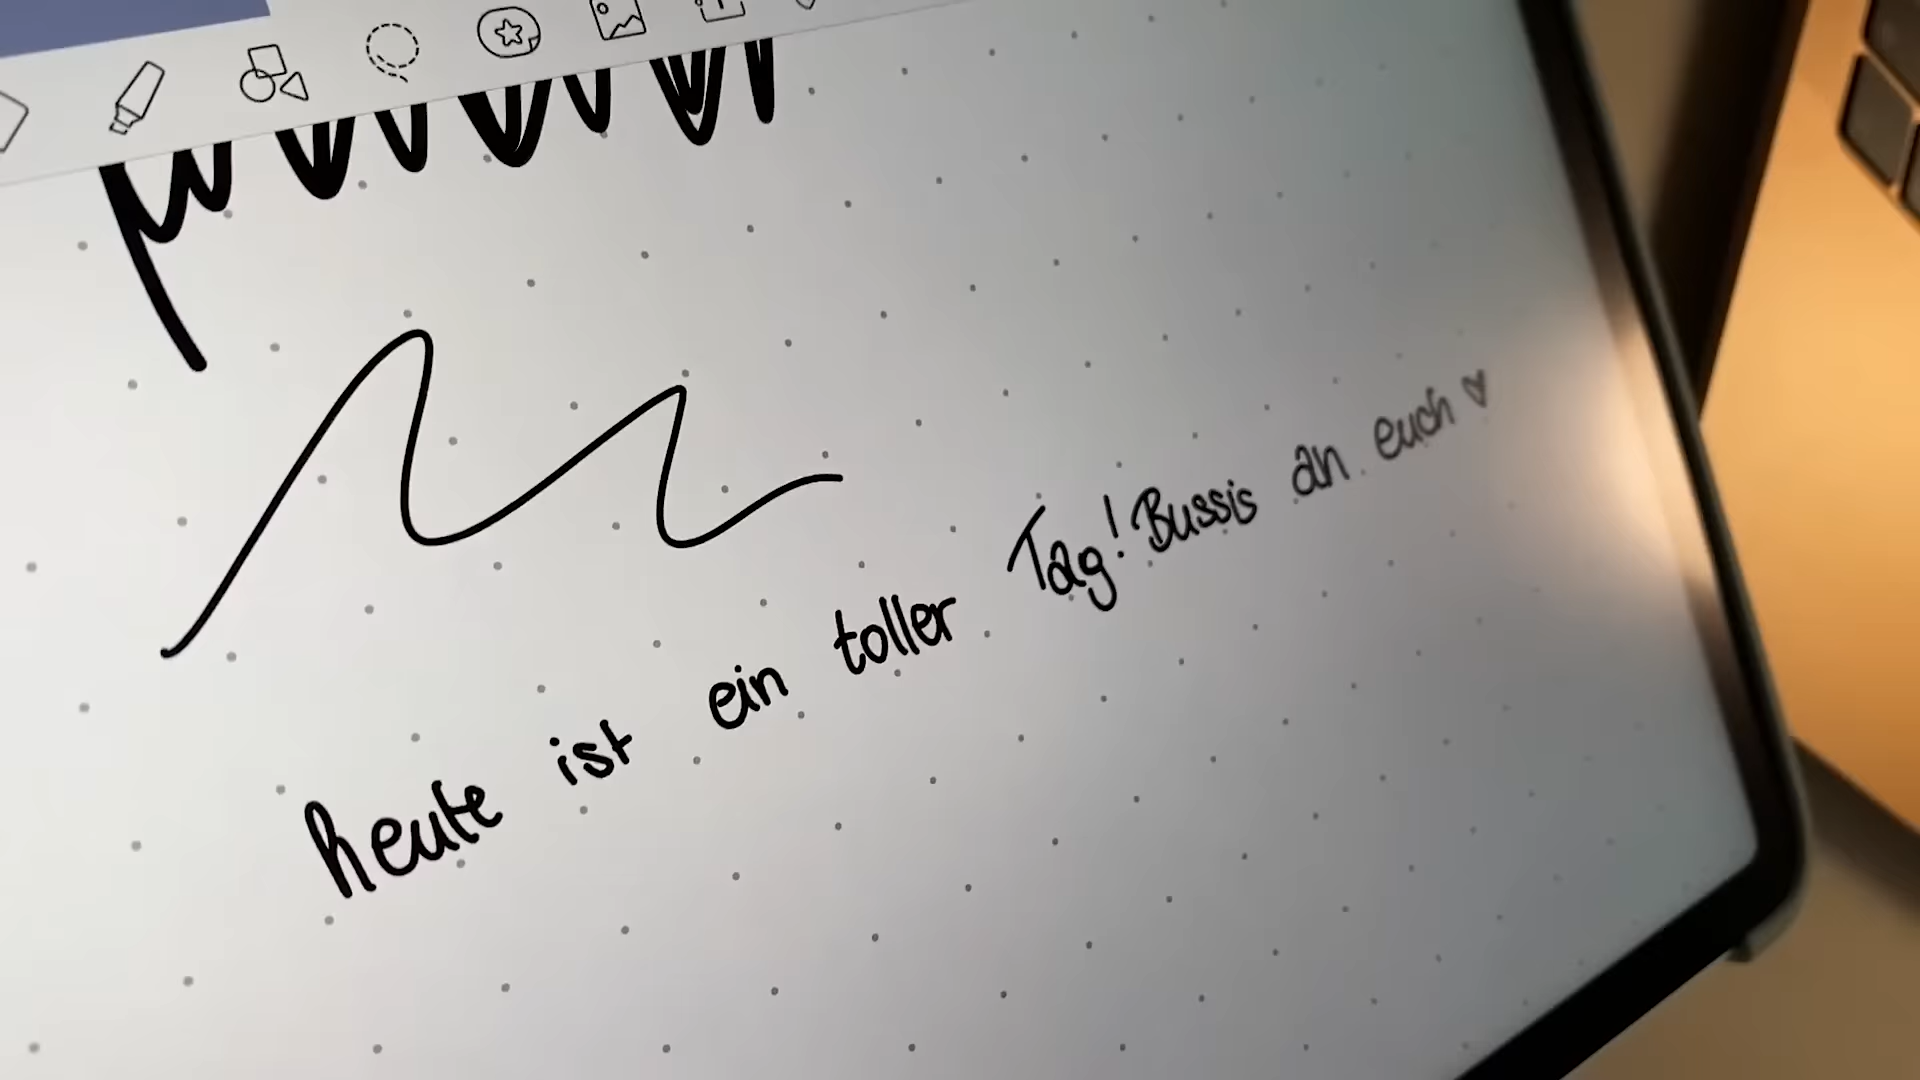 heute ist ein toller Tag! Bussis an euch ♡